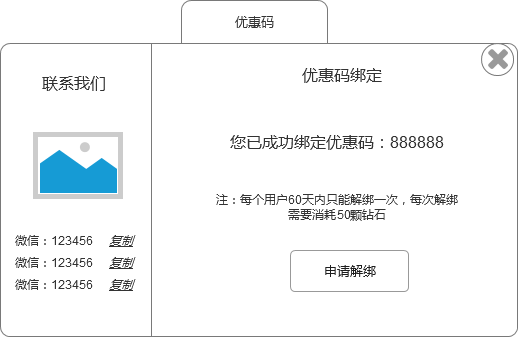 优惠码
联系我们
微信：123456 复制
微信：123456 复制
微信：123456 复制
优惠码绑定
您已成功绑定优惠码：888888
注：每个用户60天内只能解绑一次，每次解绑
需要消耗50颗钻石
申请解绑